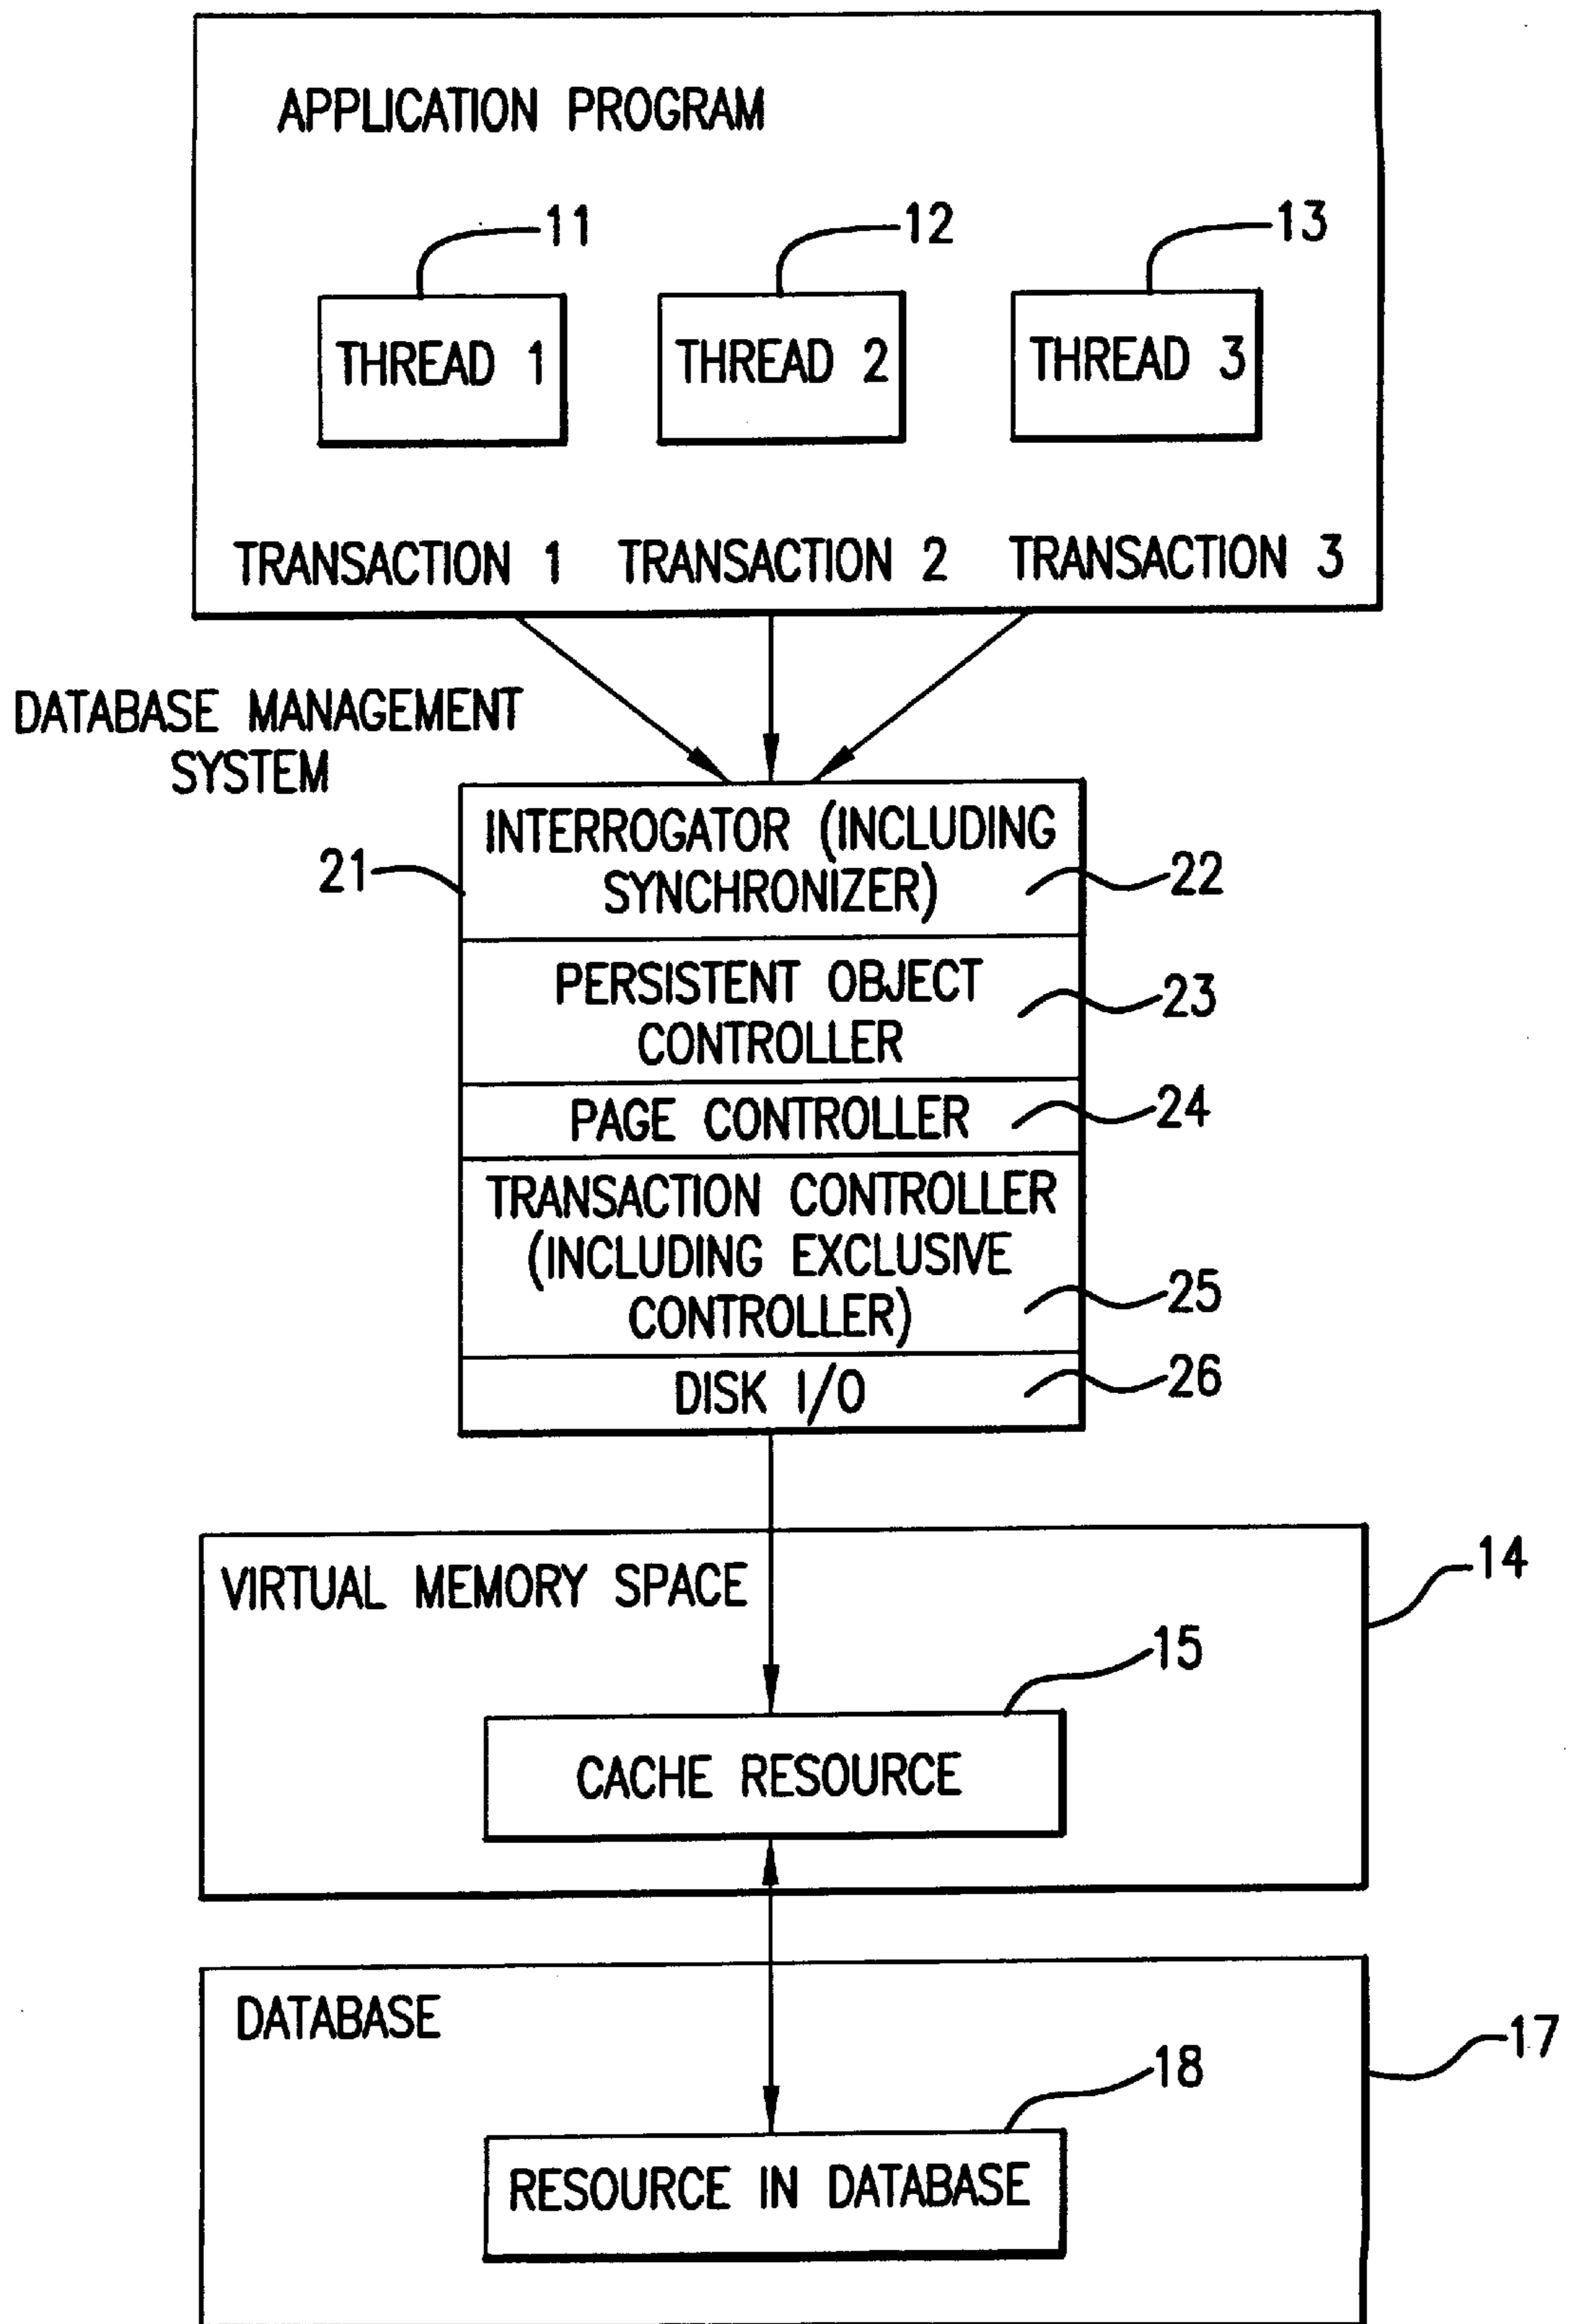 APPLICATION PROGRAM
11
12
13
THREAD 1
THREAD 2
THREAD 3
TRANSACTION 1
TRANSACTION 2
TRANSACTION 3
DATABASE MANAGEMENT
SYSTEM
INTERROGATOR (INCLUDING
SYNCHRONIZER)
21
22
PERSISTENT OBJECT
CONTROLLER
23
PAGE CONTROLLER
24
TRANSACTION CONTROLLER
(INCLUDING EXCLUSIVE
CONTROLLER)
25
DISK I/O
26
VIRTUAL MEMORY SPACE
14
15
CACHE RESOURCE
DATABASE
17
18
RESOURCE IN DATABASE